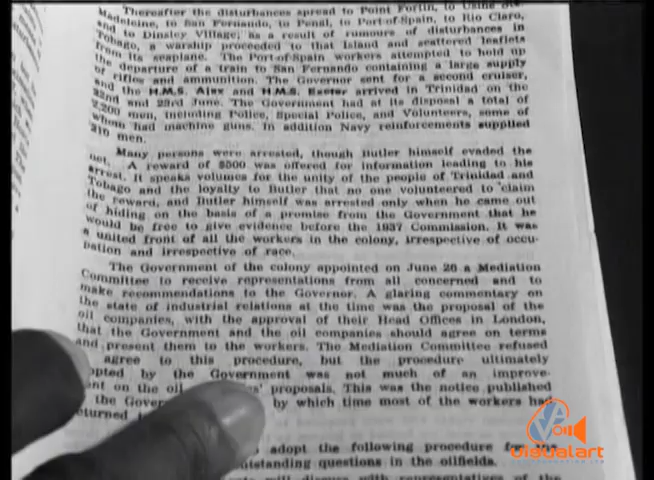 Thereafter the disturbances spread to Point Fortin, to Usine Ste
Madeleine, to San Fernando, to Penal, to Port-of-Spain, to Rio Claro,
and to Dinsley Village; as a result of rumours of disturbances in
Tobago, a warship proceeded to that Island and scattered leaflets
from its seaplane. The Port-of-Spain workers attempted to hold up
the departure of a train to San Fernando containing a large supply
of rifles and ammunition. The Governor sent for a second cruiser,
and the H.M.S. Ajax and H.M.S. Exeter arrived in Trinidad on the
22nd and 23rd June. The Government had at its disposal a total of
2,200 men, including Police, Special Police, and Volunteers, some of
whom had machine guns. In addition Navy reinforcements supplied
210 men.
Many persons were arrested, though Butler himself evaded the
net. A reward of $500 was offered for information leading to his
arrest. It speaks volumes for the unity of the people of Trinidad and
Tobago and the loyalty to Butler that no one volunteered to claim
the reward, and Butler himself was arrested only when he came out
of hiding on the basis of a promise from the Government that he
would be free to give evidence before the 1937 Commission. It was
a united front of all the workers in the colony, irrespective of occu-
pation and irrespective of race.
The Government of the colony appointed on June 26 a Mediation
Committee to receive representations from all concerned and to
make recommendations to the Governor. A glaring commentary on
the state of industrial relations at the time was the proposal of the
oil companies, with the approval of their Head Offices in London,
that the Government and the oil companies should agree on terms
and present them to the workers. The Mediation Committee refused
agree to this procedure, but the procedure ultimately
opted by the Government was not much of an improve-
ent on the oil es' proposals. This was the notice published
the Gover by which time most of the workers had
eturned
adopt the following procedure for the
utstanding questions in the oilfields.
ents will discuss with representatives of the
visualart